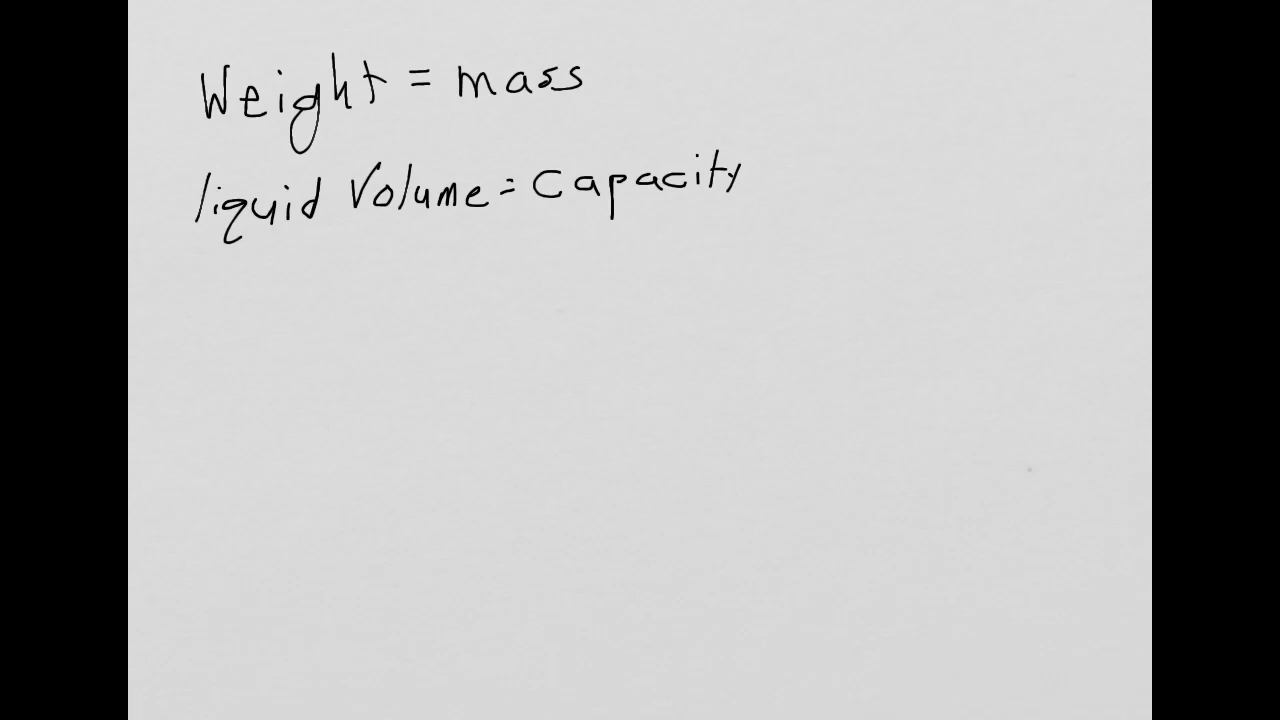 Weight = mass
liquid Volume = Capacity